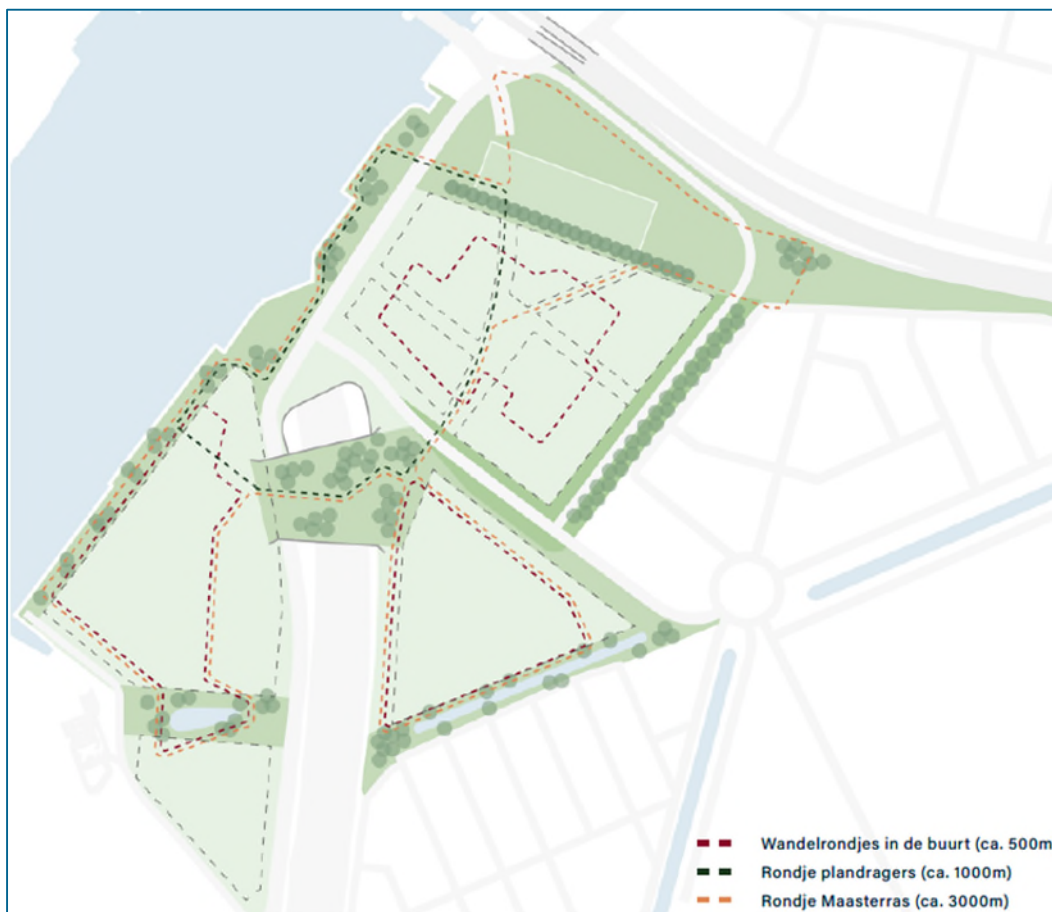 Wandelrondjes in de buurt (ca. 500m
Rondje plandragers (ca. 1000m)
Rondje Maasterras (ca. 3000m)